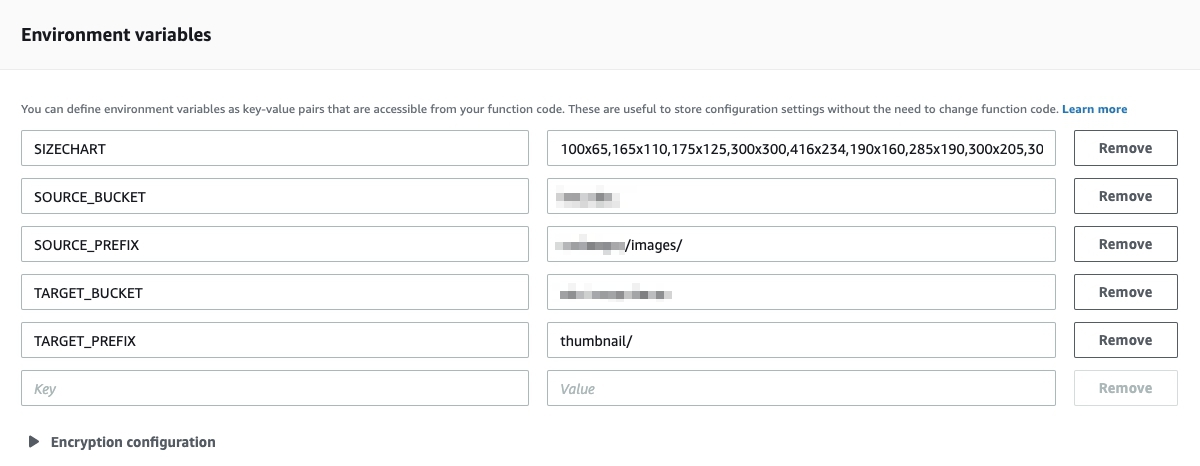 Environment variables
You can define environment variables as key-value pairs that are accessible from your function code. These are useful to store configuration settings without the need to change function code. Learn more
SIZECHART 100x65,165x110,175x125,300x300,416x234,190x160,285x190,300x205,30 Remove
SOURCE_BUCKET Remove
SOURCE_PREFIX /images/ Remove
TARGET_BUCKET Remove
TARGET_PREFIX thumbnail/ Remove
Key Value Remove
Encryption configuration